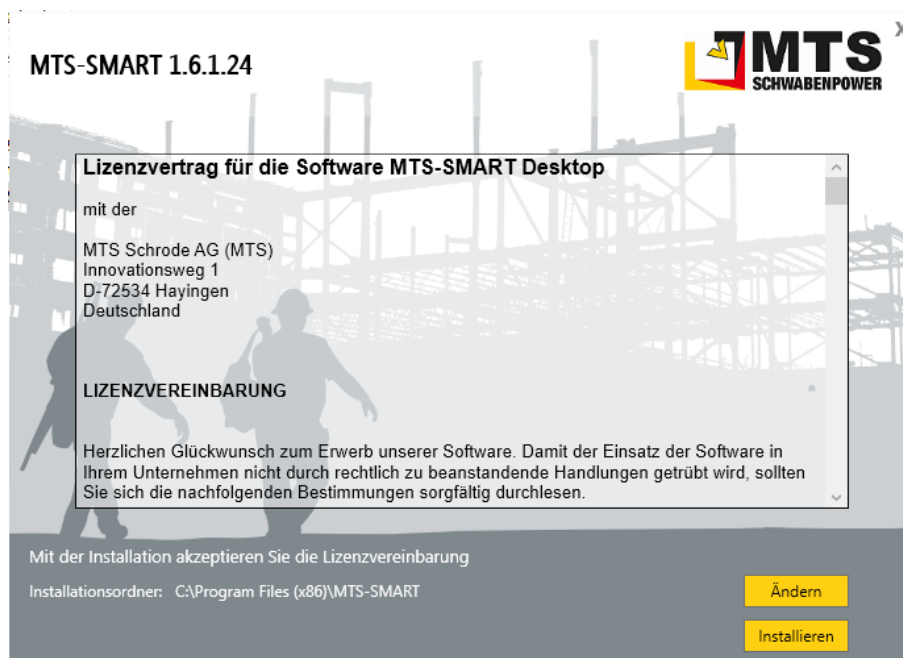 MTS-SMART 1.6.1.24
MTS
SCHWABENPOWER
Lizenzvertrag für die Software MTS-SMART Desktop
mit der
MTS Schrode AG (MTS)
Innovationsweg 1
D-72534 Hayingen
Deutschland
LIZENZVEREINBARUNG
Herzlichen Glückwunsch zum Erwerb unserer Software. Damit der Einsatz der Software in
Ihrem Unternehmen nicht durch rechtlich zu beanstandende Handlungen getrübt wird, sollten
Sie sich die nachfolgenden Bestimmungen sorgfältig durchlesen.
Mit der Installation akzeptieren Sie die Lizenzvereinbarung
Installationsordner: C:\Program Files (x86)\MTS-SMART
Ändern
Installieren